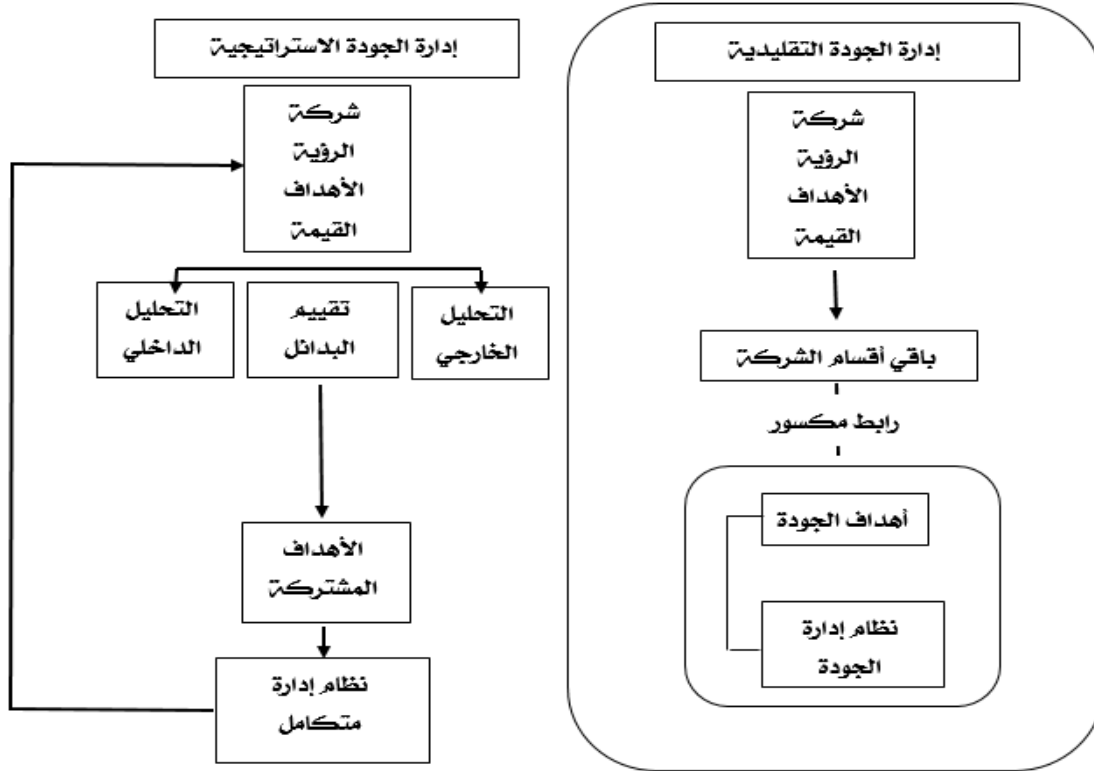 إدارة الجودة التقليدية
شركة
الرؤية
الأهداف
القيمة
باقي أقسام الشركة
رابط مكسور
أهداف الجودة
نظام إدارة
الجودة
إدارة الجودة الاستراتيجية
شركة
الرؤية
الأهداف
القيمة
التحليل
الخارجي
تقييم
البدائل
التحليل
الداخلي
الأهداف
المشتركة
نظام إدارة
متكامل